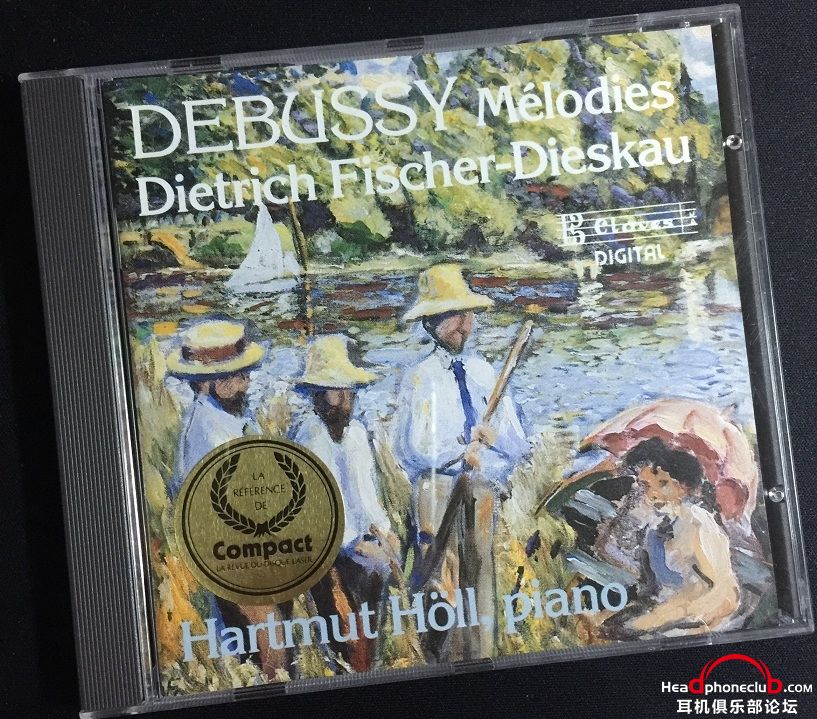 DEBUSSY Mélodies
Dietrich Fischer-Dieskau
Claves
DIGITAL
LA
RÉFÉRENCE
DE
Compact
LA REVUE DU DISQUE LASER
Hartmut Höll, piano
HeadphoneclubD.com
耳机俱乐部论坛